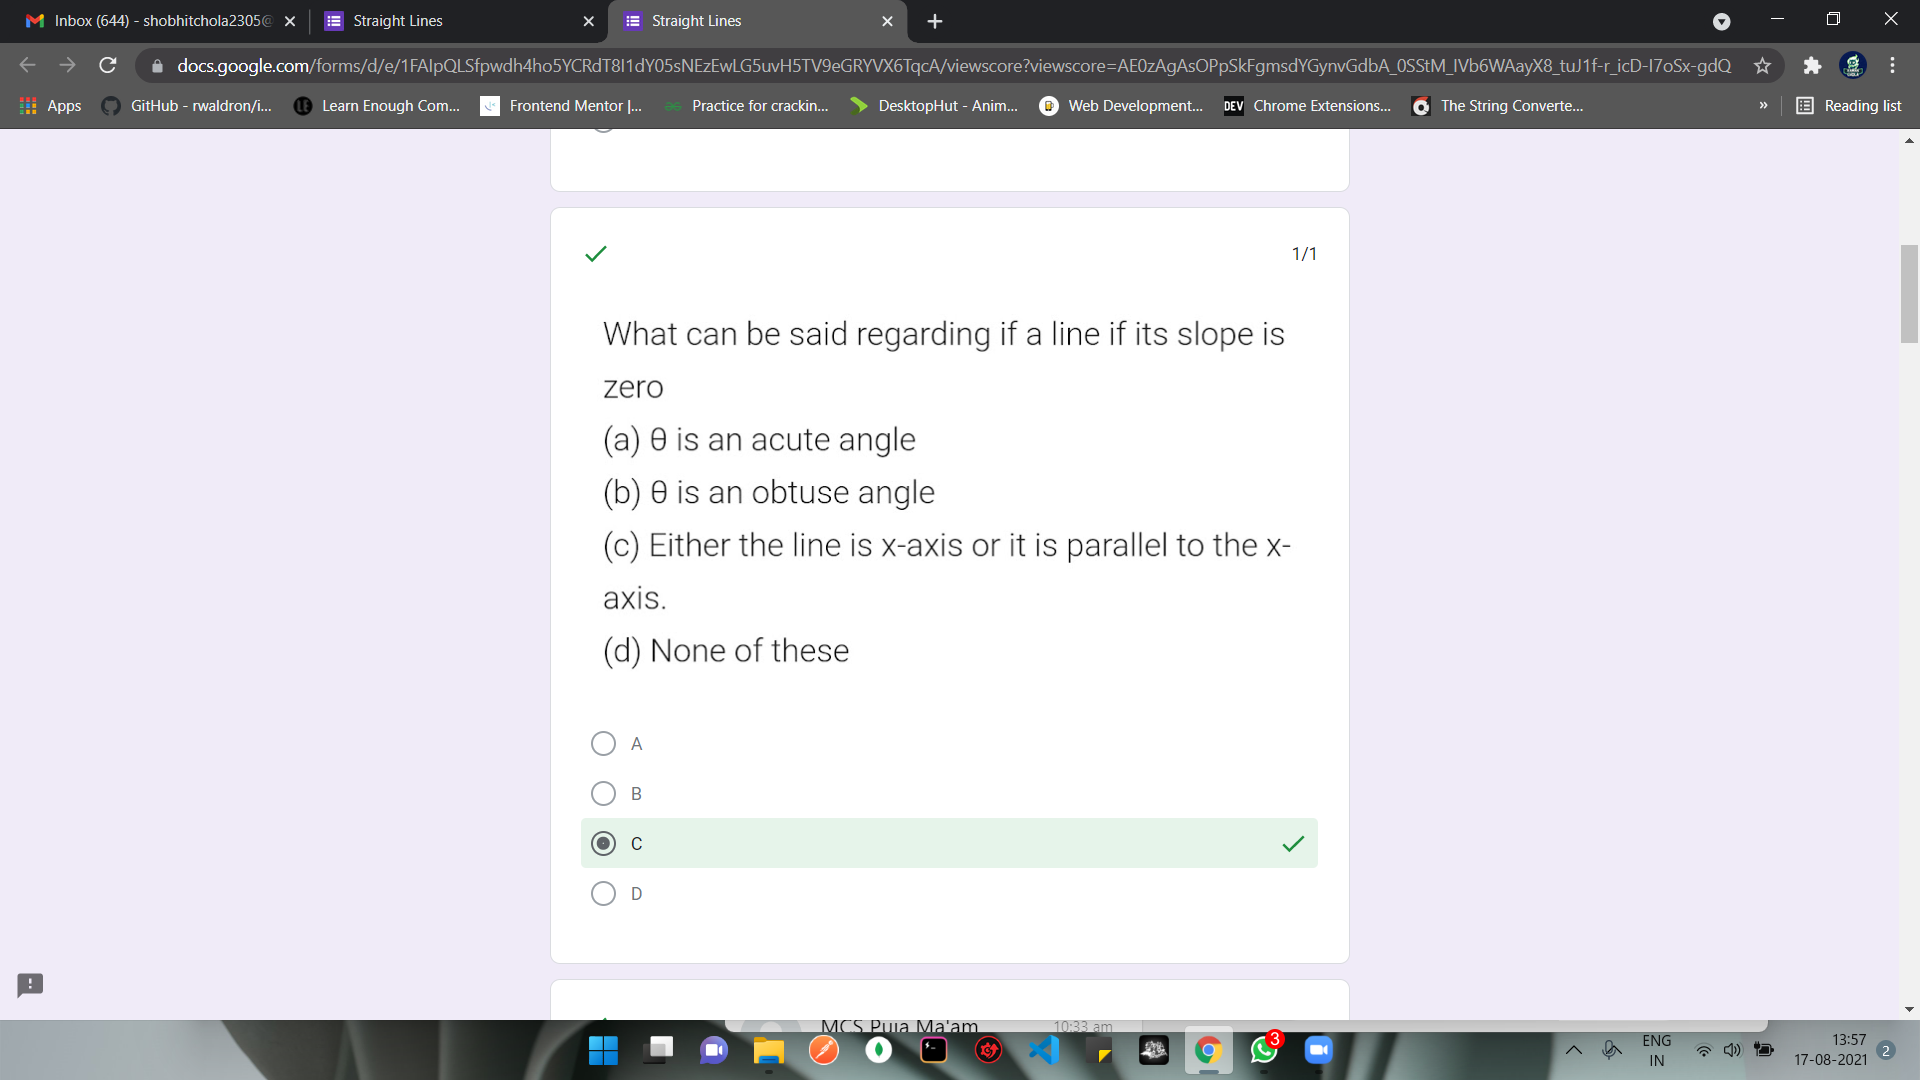 Inbox (644) - shobhitchola2305@
Straight Lines
Straight Lines
docs.google.com/forms/d/e/1FAIpQLSfpwdh4ho5YCRdT8I1dY05sNEzEwLG5uvH5TV9eGRYVX6TqcA/viewscore?viewscore=AE0zAgAsOPpSkFgmsdYGynvGdbA_0SStM_IVb6WAayX8_tuJ1f-r_icD-I7oSx-gdQ
Apps
GitHub - rwaldron/i...
Learn Enough Com...
Frontend Mentor |...
Practice for crackin...
DesktopHut - Anim...
Web Development...
DEV
Chrome Extensions...
The String Converte...
»
Reading list
1/1
What can be said regarding if a line if its slope is
zero
(a) θ is an acute angle
(b) θ is an obtuse angle
(c) Either the line is x-axis or it is parallel to the x-
axis.
(d) None of these
A
B
C
D
MCS Puja Ma'am
10:33 am
3
ENG
IN
13:57
17-08-2021
2